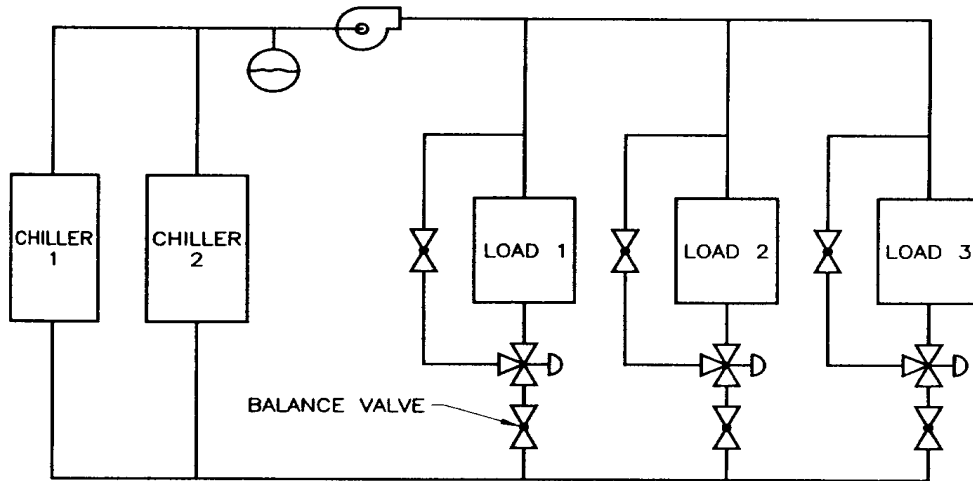 CHILLER
1
CHILLER
2
LOAD 1
LOAD 2
LOAD 3
BALANCE VALVE